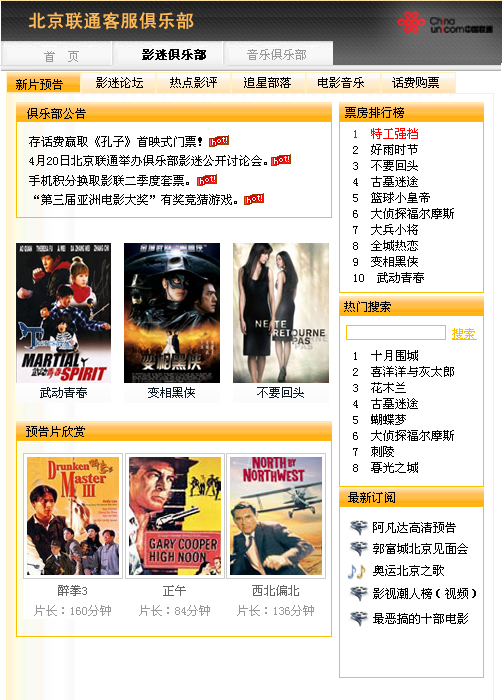 北京联通客服俱乐部
China
unicom中国联通
首 页
影迷俱乐部
音乐俱乐部
新片预告
影迷论坛
热点影评
追星部落
电影音乐
话费购票
俱乐部公告
存话费赢取《孔子》首映式门票！hot!
4月20日北京联通举办俱乐部影迷公开讨论会。hot!
手机积分换取影联二季度套票。hot!
“第三届亚洲电影大奖”有奖竞猜游戏。hot!
MARTIAL
SPIRIT
武动青春
变相黑侠
变相黑侠
NE TE
RETOURNE
PAS
不要回头
预告片欣赏
Drunken
Master
III
醉拳3
片长：160分钟
GARY COOPER
HIGH NOON
正午
片长：84分钟
NORTH BY
NORTHWEST
西北偏北
片长：136分钟
票房排行榜
1 特工强档
2 好雨时节
3 不要回头
4 古墓迷途
5 篮球小皇帝
6 大侦探福尔摩斯
7 大兵小将
8 全城热恋
9 变相黑侠
10 武动青春
热门搜索
搜索
1 十月围城
2 喜洋洋与灰太郎
3 花木兰
4 古墓迷途
5 蝴蝶梦
6 大侦探福尔摩斯
7 刺陵
8 暮光之城
最新订阅
阿凡达高清预告
郭富城北京见面会
奥运北京之歌
影视潮人榜（视频）
最恶搞的十部电影